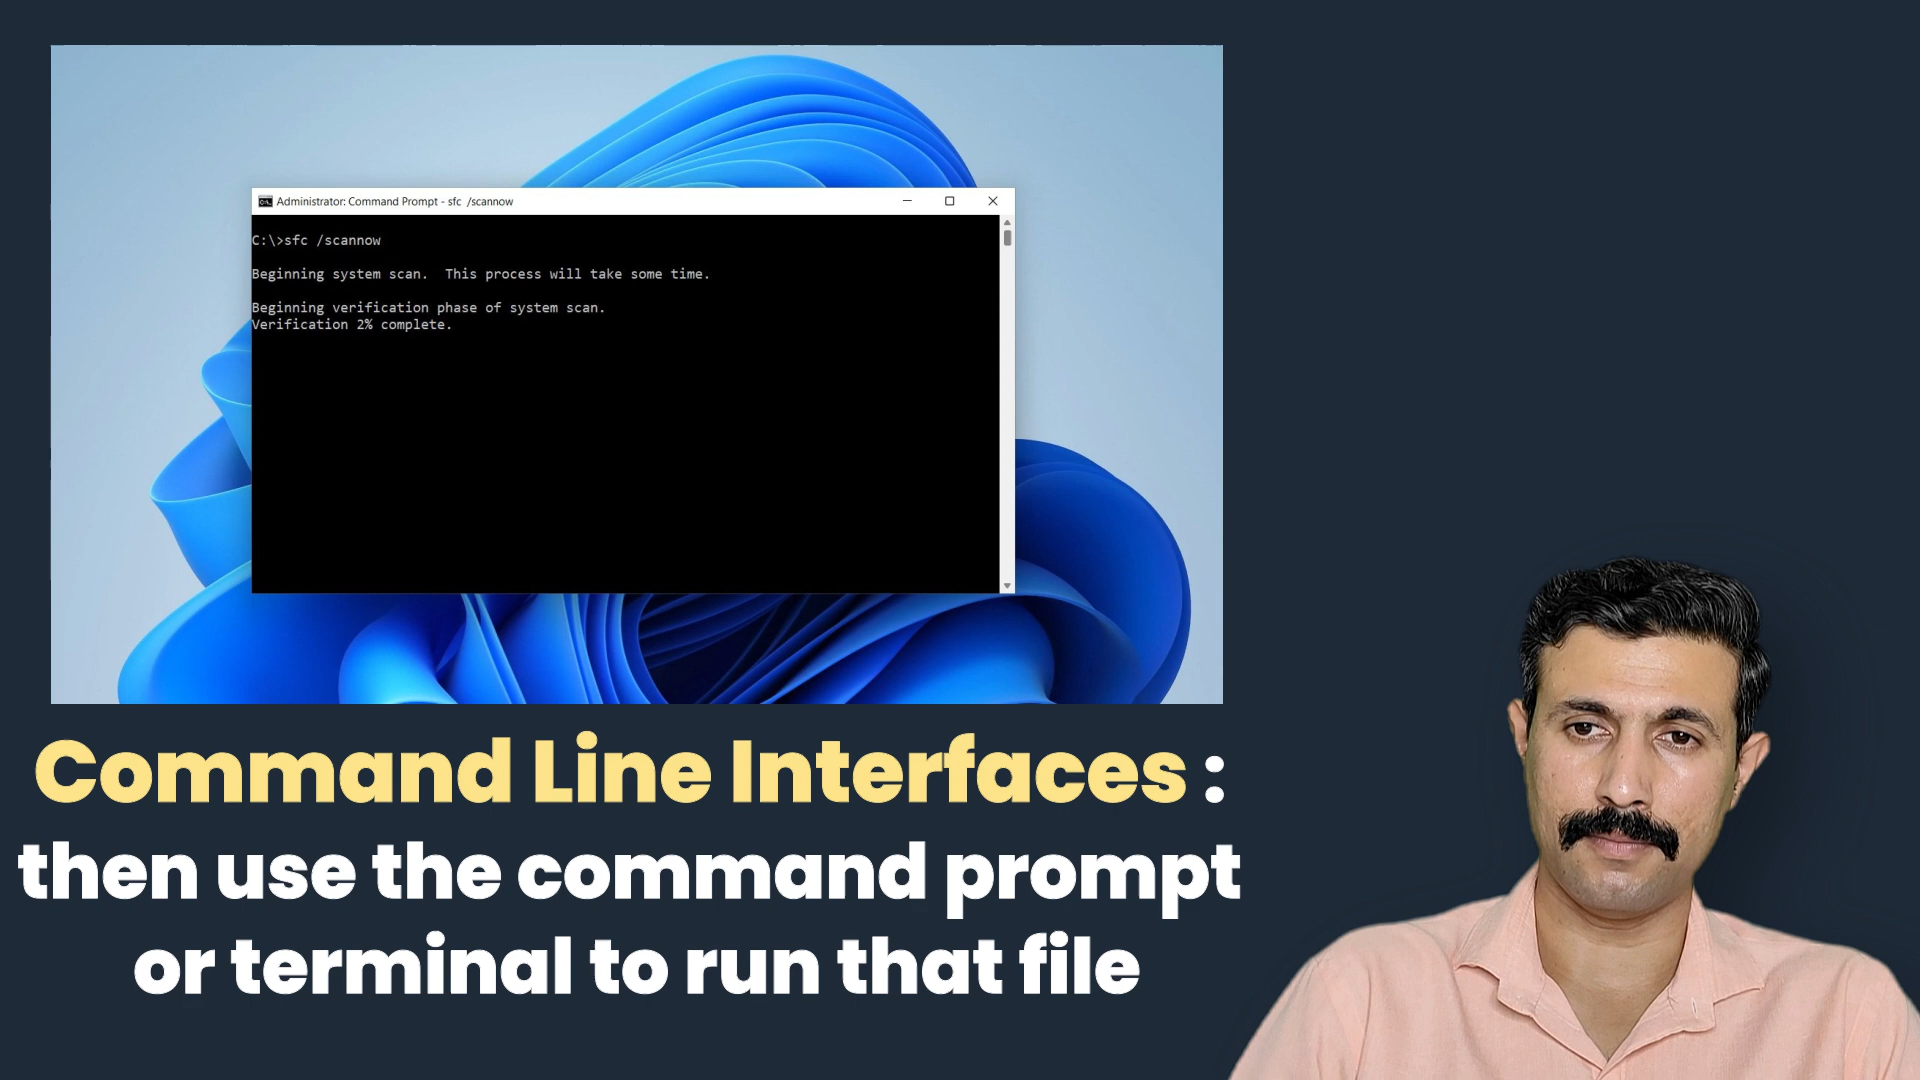 Administrator: Command Prompt - sfc  /scannow
C:\>sfc /scannow
Beginning system scan.  This process will take some time.
Beginning verification phase of system scan.
Verification 2% complete.
Command Line Interfaces :
then use the command prompt
or terminal to run that file